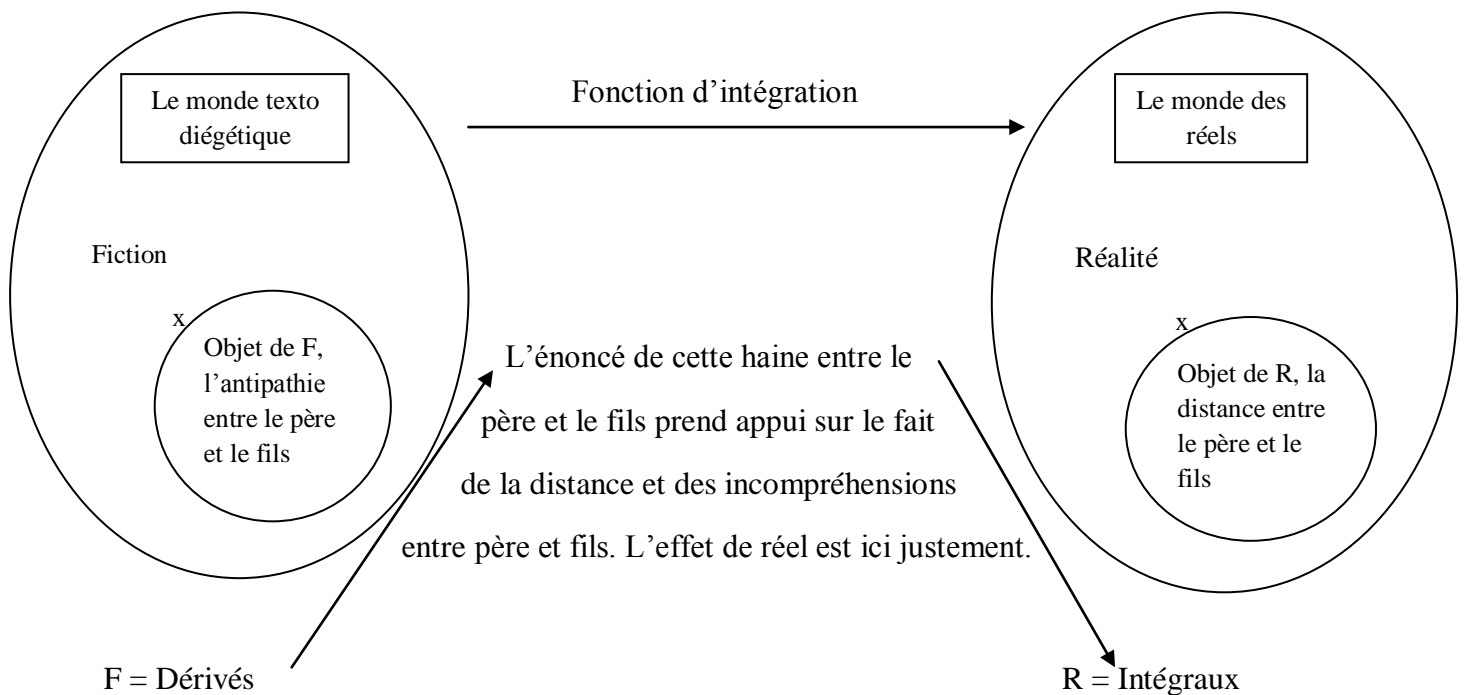 Le monde texto
diégétique
Fonction d’intégration
Le monde des
réels
Fiction
Réalité
x
Objet de F,
l’antipathie
entre le père
et le fils
L’énoncé de cette haine entre le
père et le fils prend appui sur le fait
de la distance et des incompréhensions
entre père et fils. L’effet de réel est ici justement.
x
Objet de R, la
distance entre
le père et le
fils
F = Dérivés
R = Intégraux